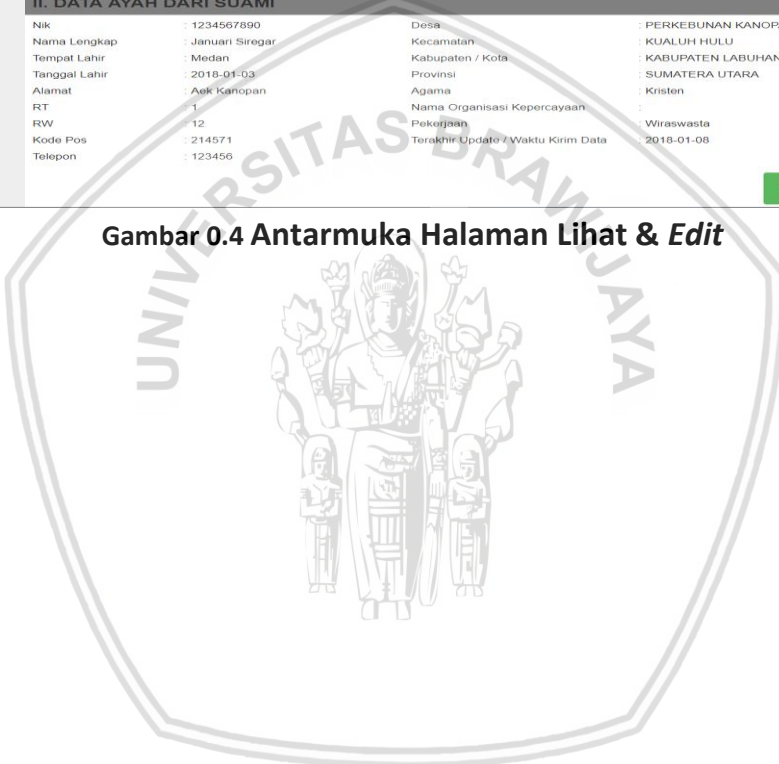 II. DATA AYAH DARI SUAMI
Nik : 1234567890
Nama Lengkap : Januari Siregar
Tempat Lahir : Medan
Tanggal Lahir : 2018-01-03
Alamat : Aek Kanopan
RT : 1
RW : 12
Kode Pos : 214571
Telepon : 123456
Desa : PERKEBUNAN KANOPA
Kecamatan : KUALUH HULU
Kabupaten / Kota : KABUPATEN LABUHAN
Provinsi : SUMATERA UTARA
Agama : Kristen
Nama Organisasi Kepercayaan :
Pekerjaan : Wiraswasta
Terakhir Update / Waktu Kirim Data : 2018-01-08
Gambar 0.4 Antarmuka Halaman Lihat & Edit
UNIVERSITAS BRAWIJAYA